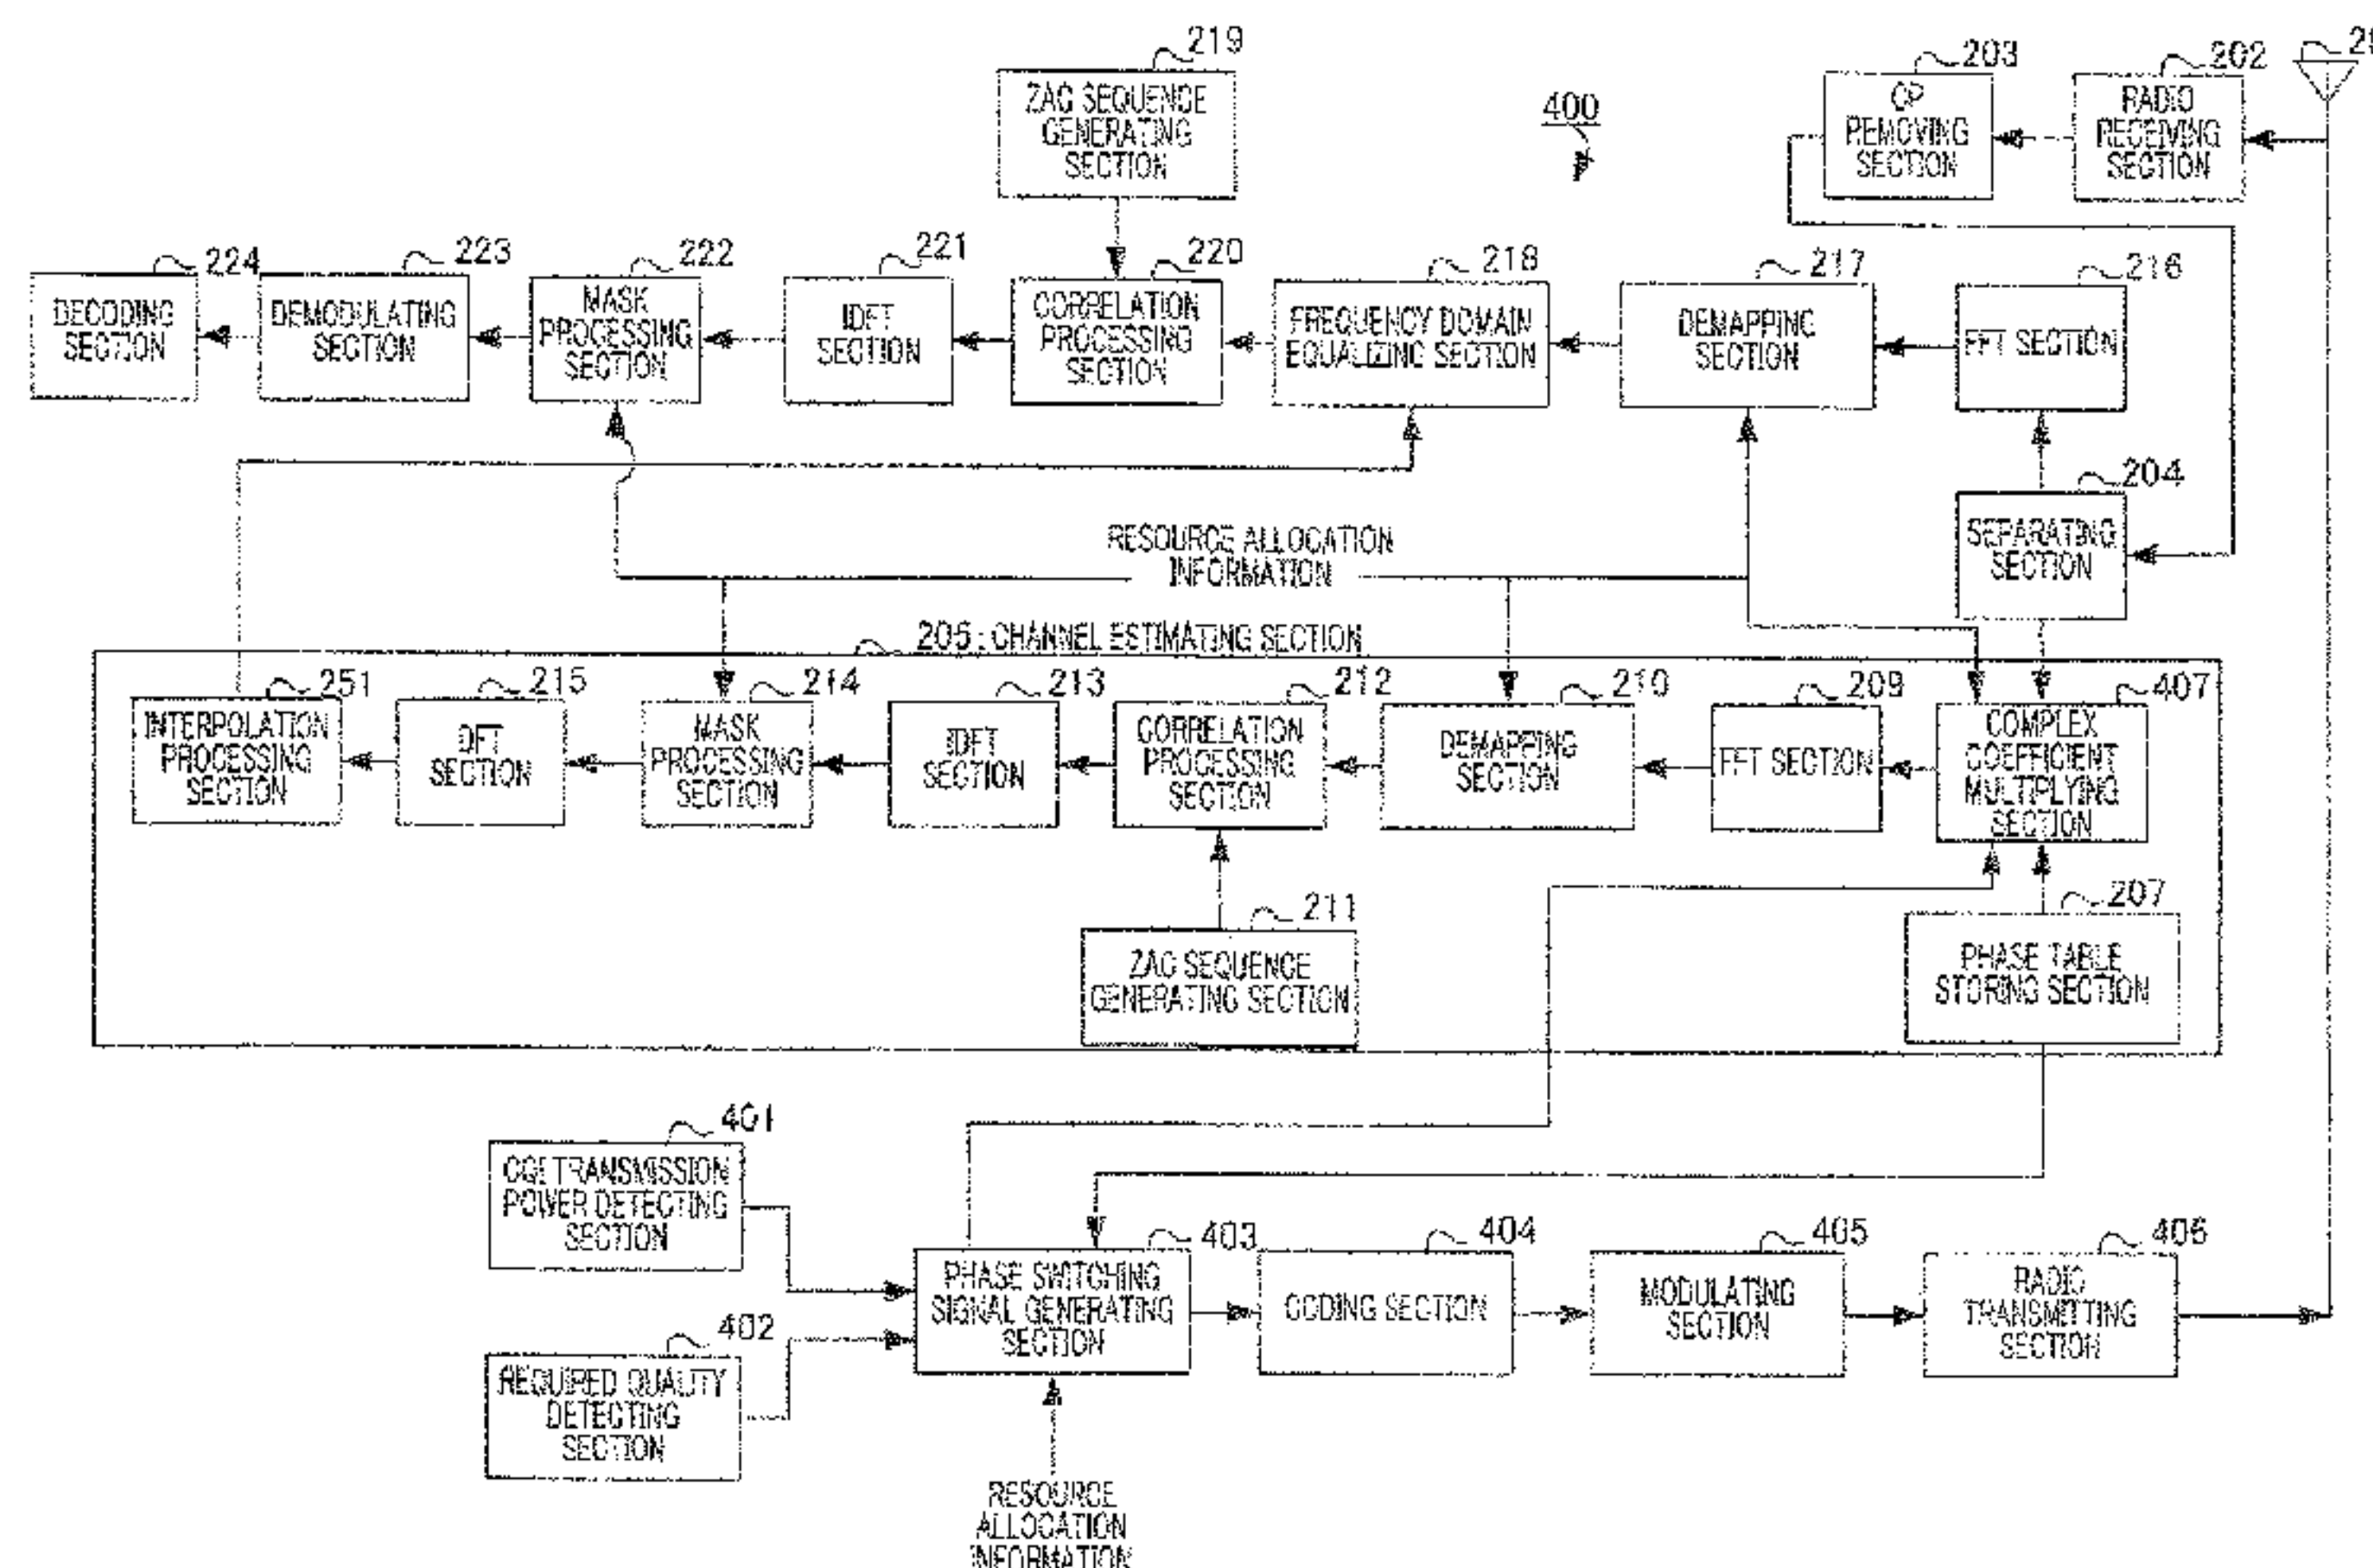 219
ZAC SEQUENCE
GENERATING
SECTION
400
203
CP
REMOVING
SECTION
202
RADIO
RECEIVING
SECTION
224
DECODING
SECTION
223
DEMODULATING
SECTION
222
MASK
PROCESSING
SECTION
221
IDFT
SECTION
220
CORRELATION
PROCESSING
SECTION
218
FREQUENCY DOMAIN
EQUALIZING SECTION
217
DEMAPPING
SECTION
216
FFT SECTION
204
SEPARATING
SECTION
RESOURCE ALLOCATION
INFORMATION
206 : CHANNEL ESTIMATING SECTION
251
INTERPOLATION
PROCESSING
SECTION
215
DFT
SECTION
214
MASK
PROCESSING
SECTION
213
IDFT
SECTION
212
CORRELATION
PROCESSING
SECTION
210
DEMAPPING
SECTION
209
FFT SECTION
407
COMPLEX
COEFFICIENT
MULTIPLYING
SECTION
211
ZAC SEQUENCE
GENERATING SECTION
207
PHASE TABLE
STORING SECTION
401
CQI TRANSMISSION
POWER DETECTING
SECTION
402
REQUIRED QUALITY
DETECTING
SECTION
403
PHASE SWITCHING
SIGNAL GENERATING
SECTION
404
CODING SECTION
405
MODULATING
SECTION
406
RADIO
TRANSMITTING
SECTION
RESOURCE
ALLOCATION
INFORMATION